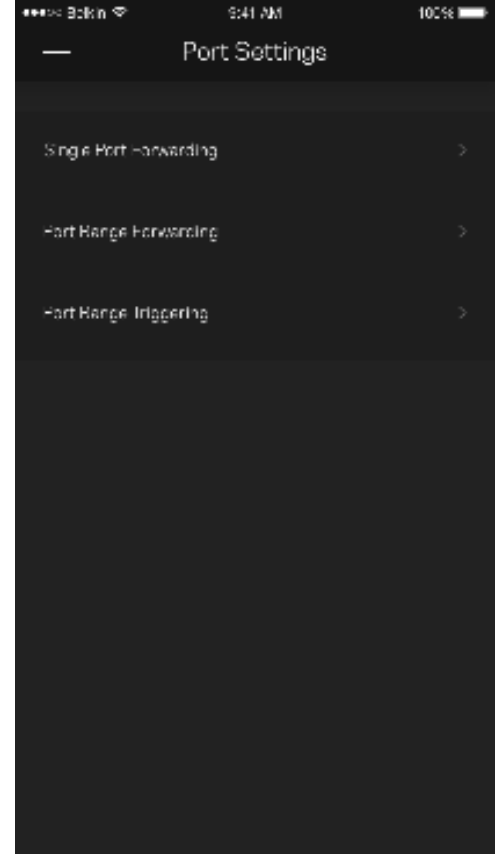 Belkin 9:41 AM 100%
Port Settings
Single Port Forwarding
Port Range Forwarding
Port Range Triggering